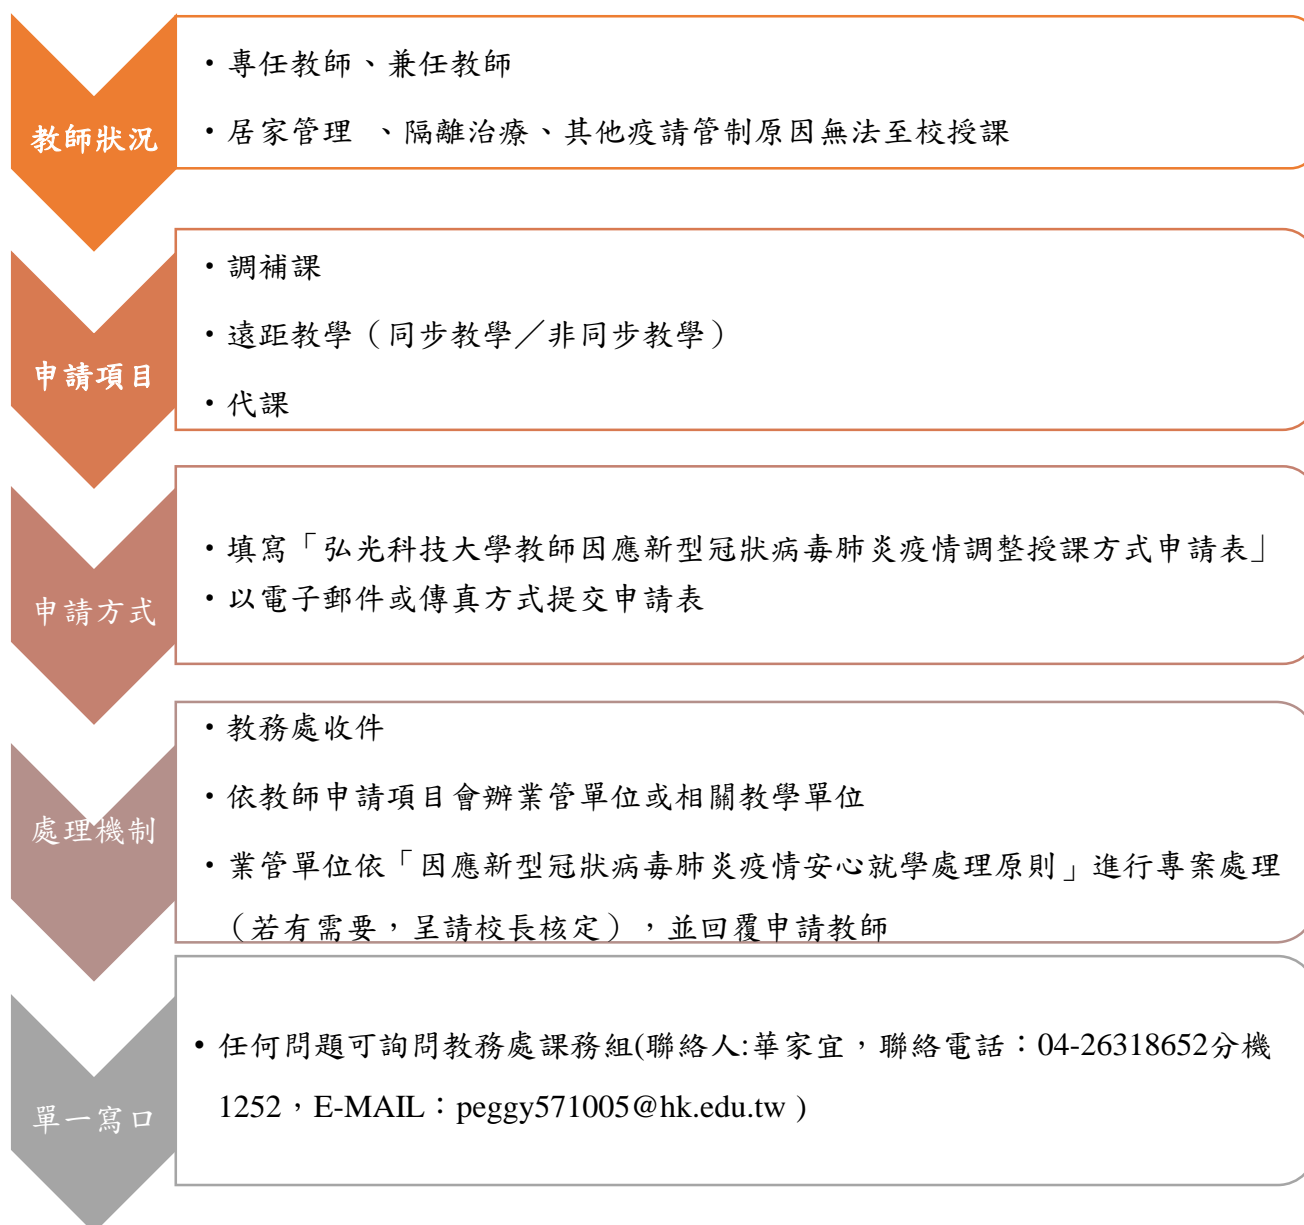 教師狀況
・專任教師、兼任教師
・居家管理 、隔離治療、其他疫請管制原因無法至校授課
申請項目
・調補課
・遠距教學（同步教學／非同步教學）
・代課
申請方式
・填寫「弘光科技大學教師因應新型冠狀病毒肺炎疫情調整授課方式申請表」
・以電子郵件或傳真方式提交申請表
處理機制
・教務處收件
・依教師申請項目會辦業管單位或相關教學單位
・業管單位依「因應新型冠狀病毒肺炎疫情安心就學處理原則」進行專案處理
（若有需要，呈請校長核定），並回覆申請教師
單一窩口
• 任何問題可詢問教務處課務組(聯絡人:華家宜，聯絡電話：04-26318652分機
1252，E-MAIL：peggy571005@hk.edu.tw )